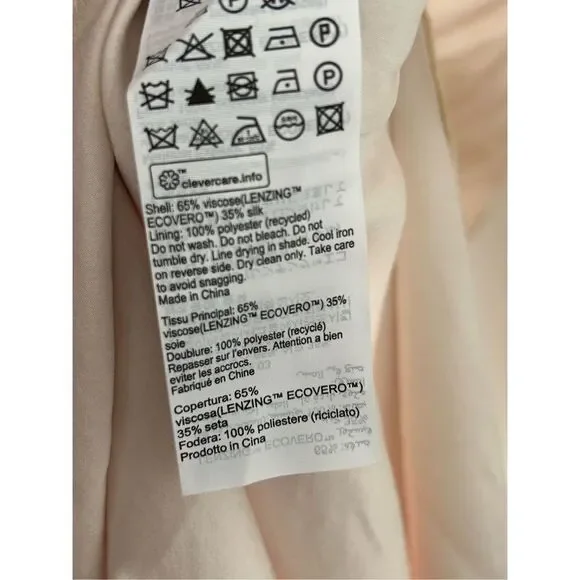 clevercare.info
Shell: 65% viscose(LENZING™
ECOVERO™) 35% silk
Lining: 100% polyester (recycled)
Do not wash. Do not bleach. Do not
tumble dry. Line drying in shade. Cool iron
on reverse side. Dry clean only. Take care
to avoid snagging.
Made in China
Tissu Principal: 65%
viscose(LENZING™ ECOVERO™) 35%
soie
Doublure: 100% polyester (recyclé)
Repasser sur l'envers. Attention a bien
eviter les accrocs.
Fabriqué en Chine
Copertura: 65%
viscosa(LENZING™ ECOVERO™)
35% seta
Fodera: 100% poliestere (riciclato)
Prodotto in Cina